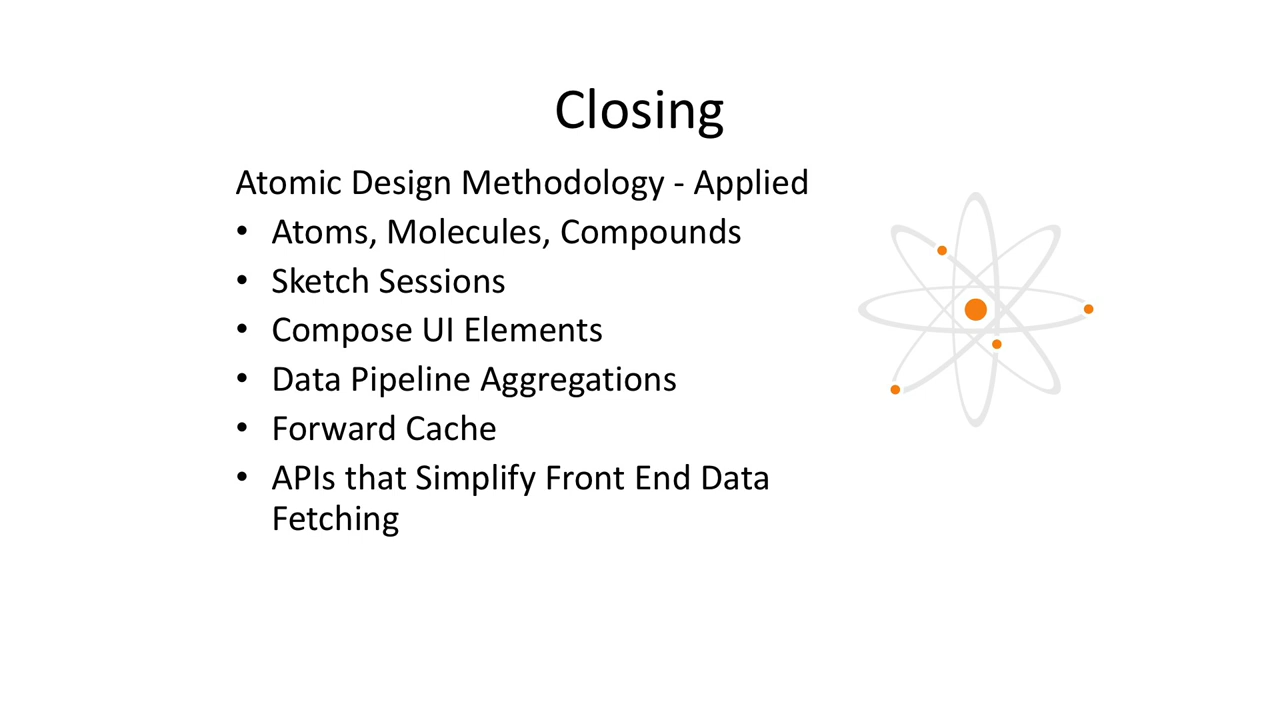 Closing
Atomic Design Methodology - Applied
• Atoms, Molecules, Compounds
• Sketch Sessions
• Compose UI Elements
• Data Pipeline Aggregations
• Forward Cache
• APIs that Simplify Front End Data
Fetching